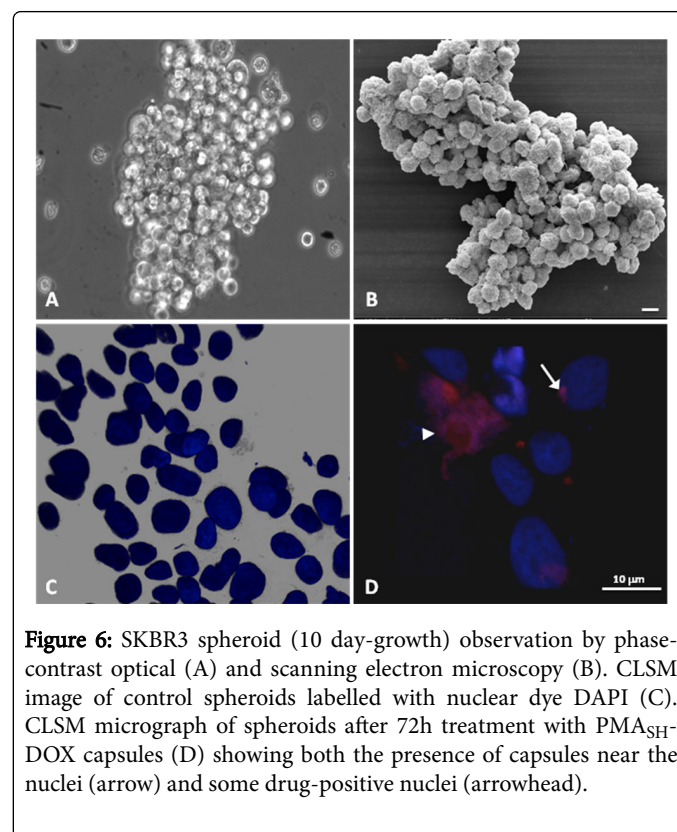 A
B
C
D
10 µm
Figure 6: SKBR3 spheroid (10 day-growth) observation by phase-
contrast optical (A) and scanning electron microscopy (B). CLSM
image of control spheroids labelled with nuclear dye DAPI (C).
CLSM micrograph of spheroids after 72h treatment with PMASH-
DOX capsules (D) showing both the presence of capsules near the
nuclei (arrow) and some drug-positive nuclei (arrowhead).